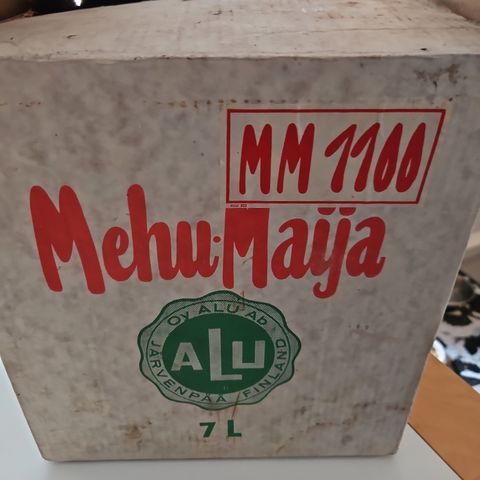 MM 1100
Mehu-Maija
OY ALU Ab
ALU
JÄRVENPÄÄ FINLAND
7 L